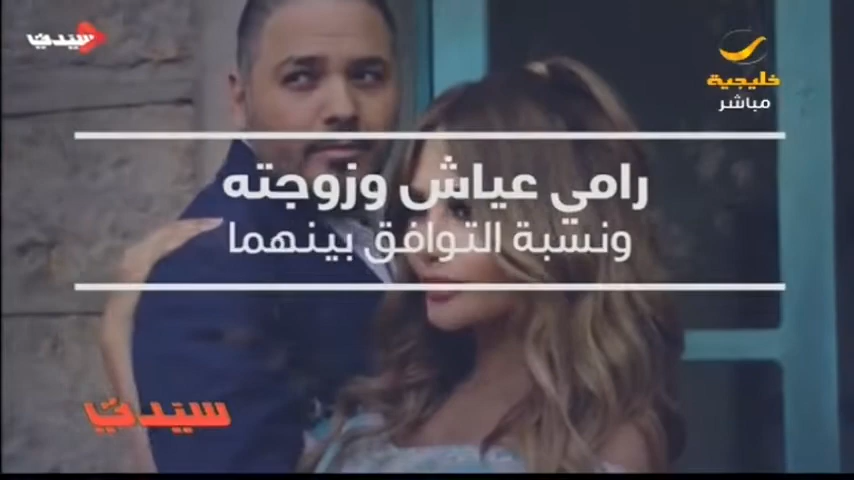 سيدتي
خليجية
مباشر
رامي عياش وزوجته
ونسبة التوافق بينهما
سيدتي